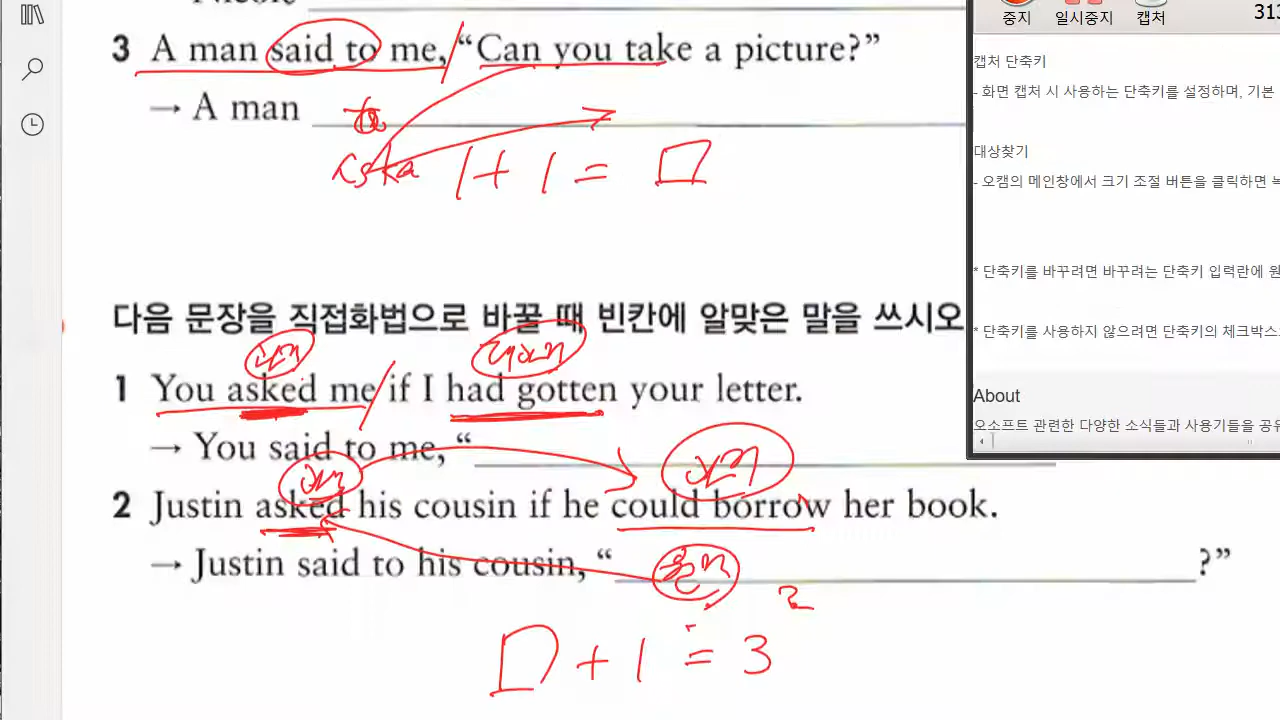 Nicole
중지 일시중지 캡처 313
3 A man said to me, “Can you take a picture?”
→ A man
1 + 1 =
캡처 단축키
- 화면 캡처 시 사용하는 단축키를 설정하며, 기본
대상찾기
- 오캠의 메인창에서 크기 조절 버튼을 클릭하면 녹
* 단축키를 바꾸려면 바꾸려는 단축키 입력란에 원
* 단축키를 사용하지 않으려면 단축키의 체크박스
About
오소프트 관련한 다양한 소식들과 사용기들을 공유
다음 문장을 직접화법으로 바꿀 때 빈칸에 알맞은 말을 쓰시오
1 You asked me if I had gotten your letter.
→ You said to me, “
2 Justin asked his cousin if he could borrow her book.
→ Justin said to his cousin, “ ?”
2
+ 1 = 3